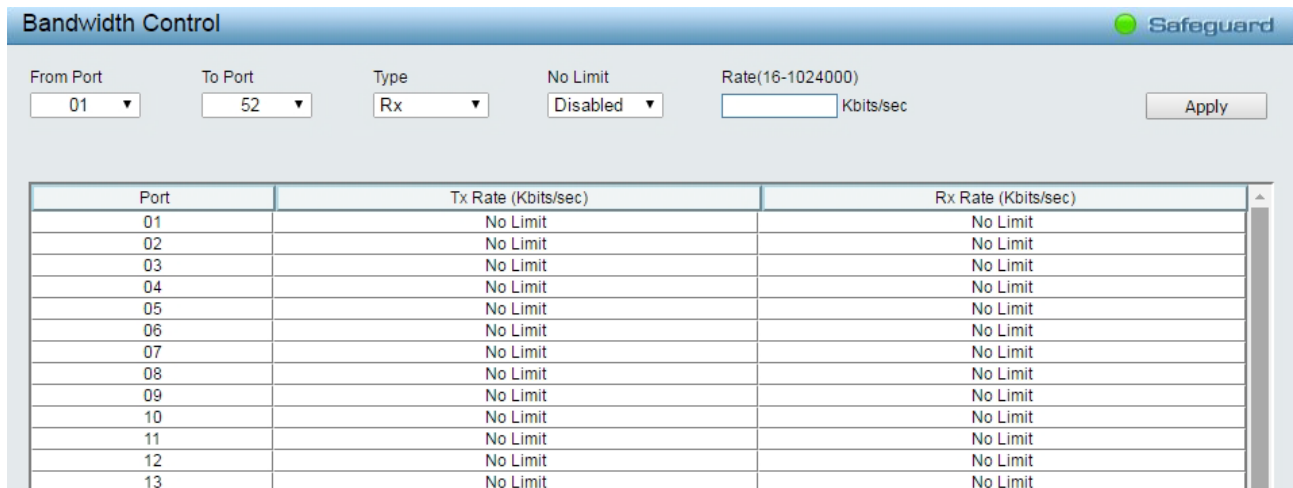 Bandwidth Control Safeguard
From Port To Port Type No Limit Rate(16-1024000)
01 52 Rx Disabled Kbits/sec Apply
Port Tx Rate (Kbits/sec) Rx Rate (Kbits/sec)
01 No Limit No Limit
02 No Limit No Limit
03 No Limit No Limit
04 No Limit No Limit
05 No Limit No Limit
06 No Limit No Limit
07 No Limit No Limit
08 No Limit No Limit
09 No Limit No Limit
10 No Limit No Limit
11 No Limit No Limit
12 No Limit No Limit
13 No Limit No Limit